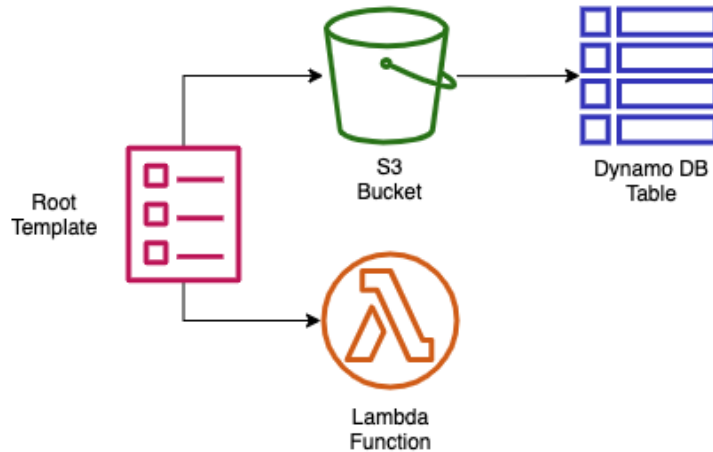 S3
Bucket
Dynamo DB
Table
Root
Template
Lambda
Function